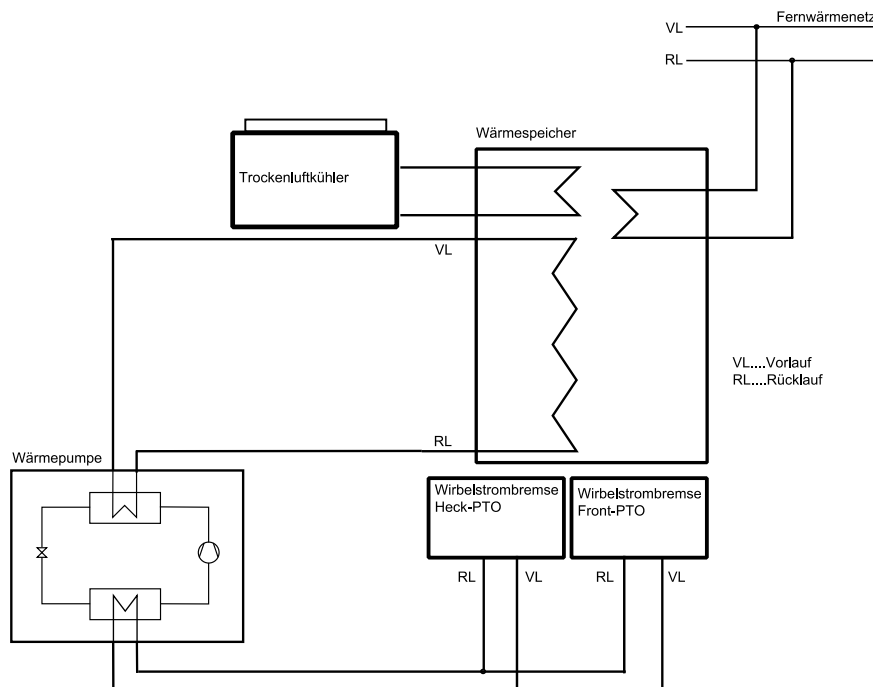 Fernwärmenetz
VL
RL
Wärmespeicher
Trockenluftkühler
VL
VL....Vorlauf
RL....Rücklauf
RL
Wärmepumpe
Wirbelstrombremse
Heck-PTO
Wirbelstrombremse
Front-PTO
RL
VL
RL
VL